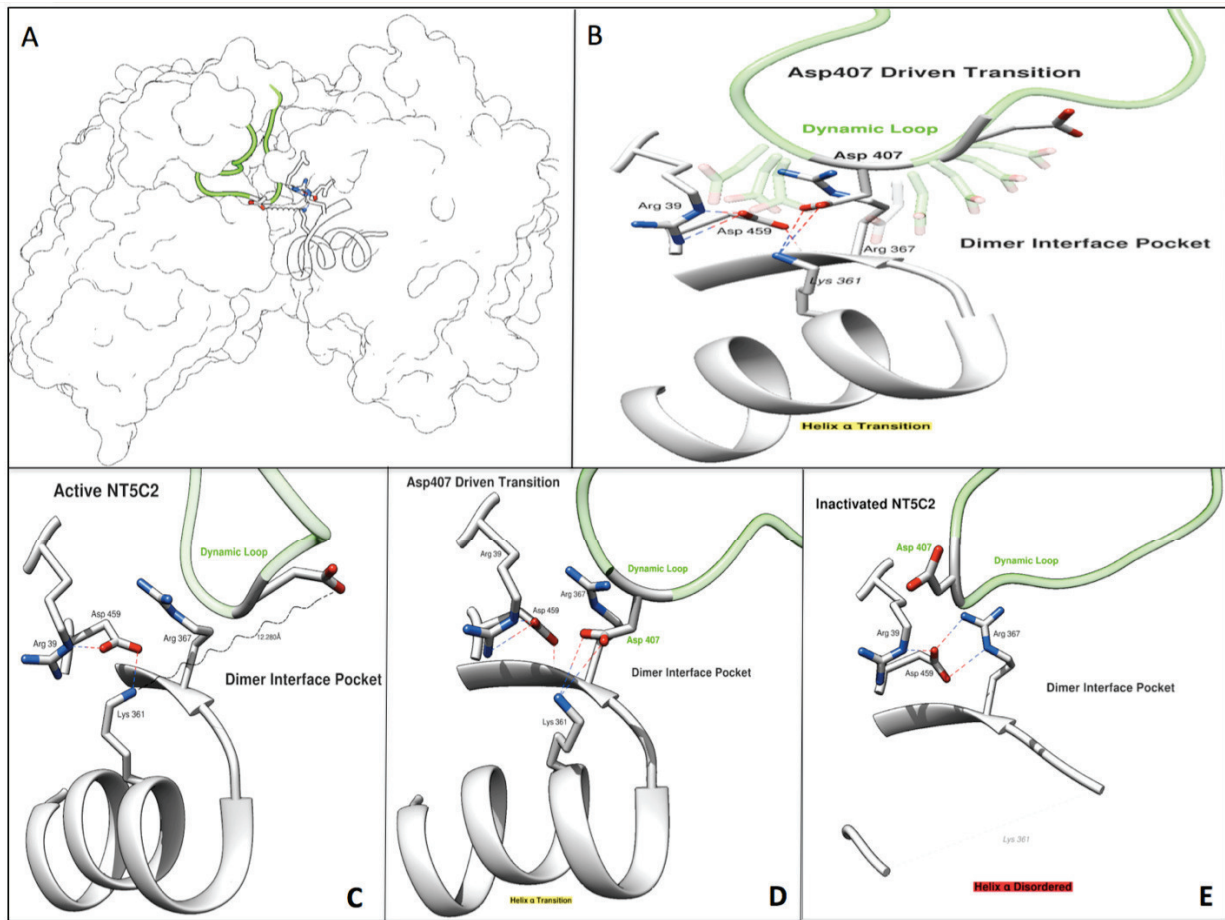 A
B
Asp407 Driven Transition
Dynamic Loop
Asp 407
Arg 39
Asp 459
Arg 367
Dimer Interface Pocket
Lys 361
Helix α Transition
Active NT5C2
Dynamic Loop
Asp 459
Arg 39
Arg 367
12.280Å
Dimer Interface Pocket
Lys 361
C
Asp407 Driven Transition
Arg 39
Dynamic Loop
Arg 367
Asp 459
Asp 407
Dimer Interface Pocket
Lys 361
Helix α Transition
D
Inactivated NT5C2
Asp 407
Dynamic Loop
Arg 39
Arg 367
Asp 459
Dimer Interface Pocket
Lys 361
Helix α Disordered
E